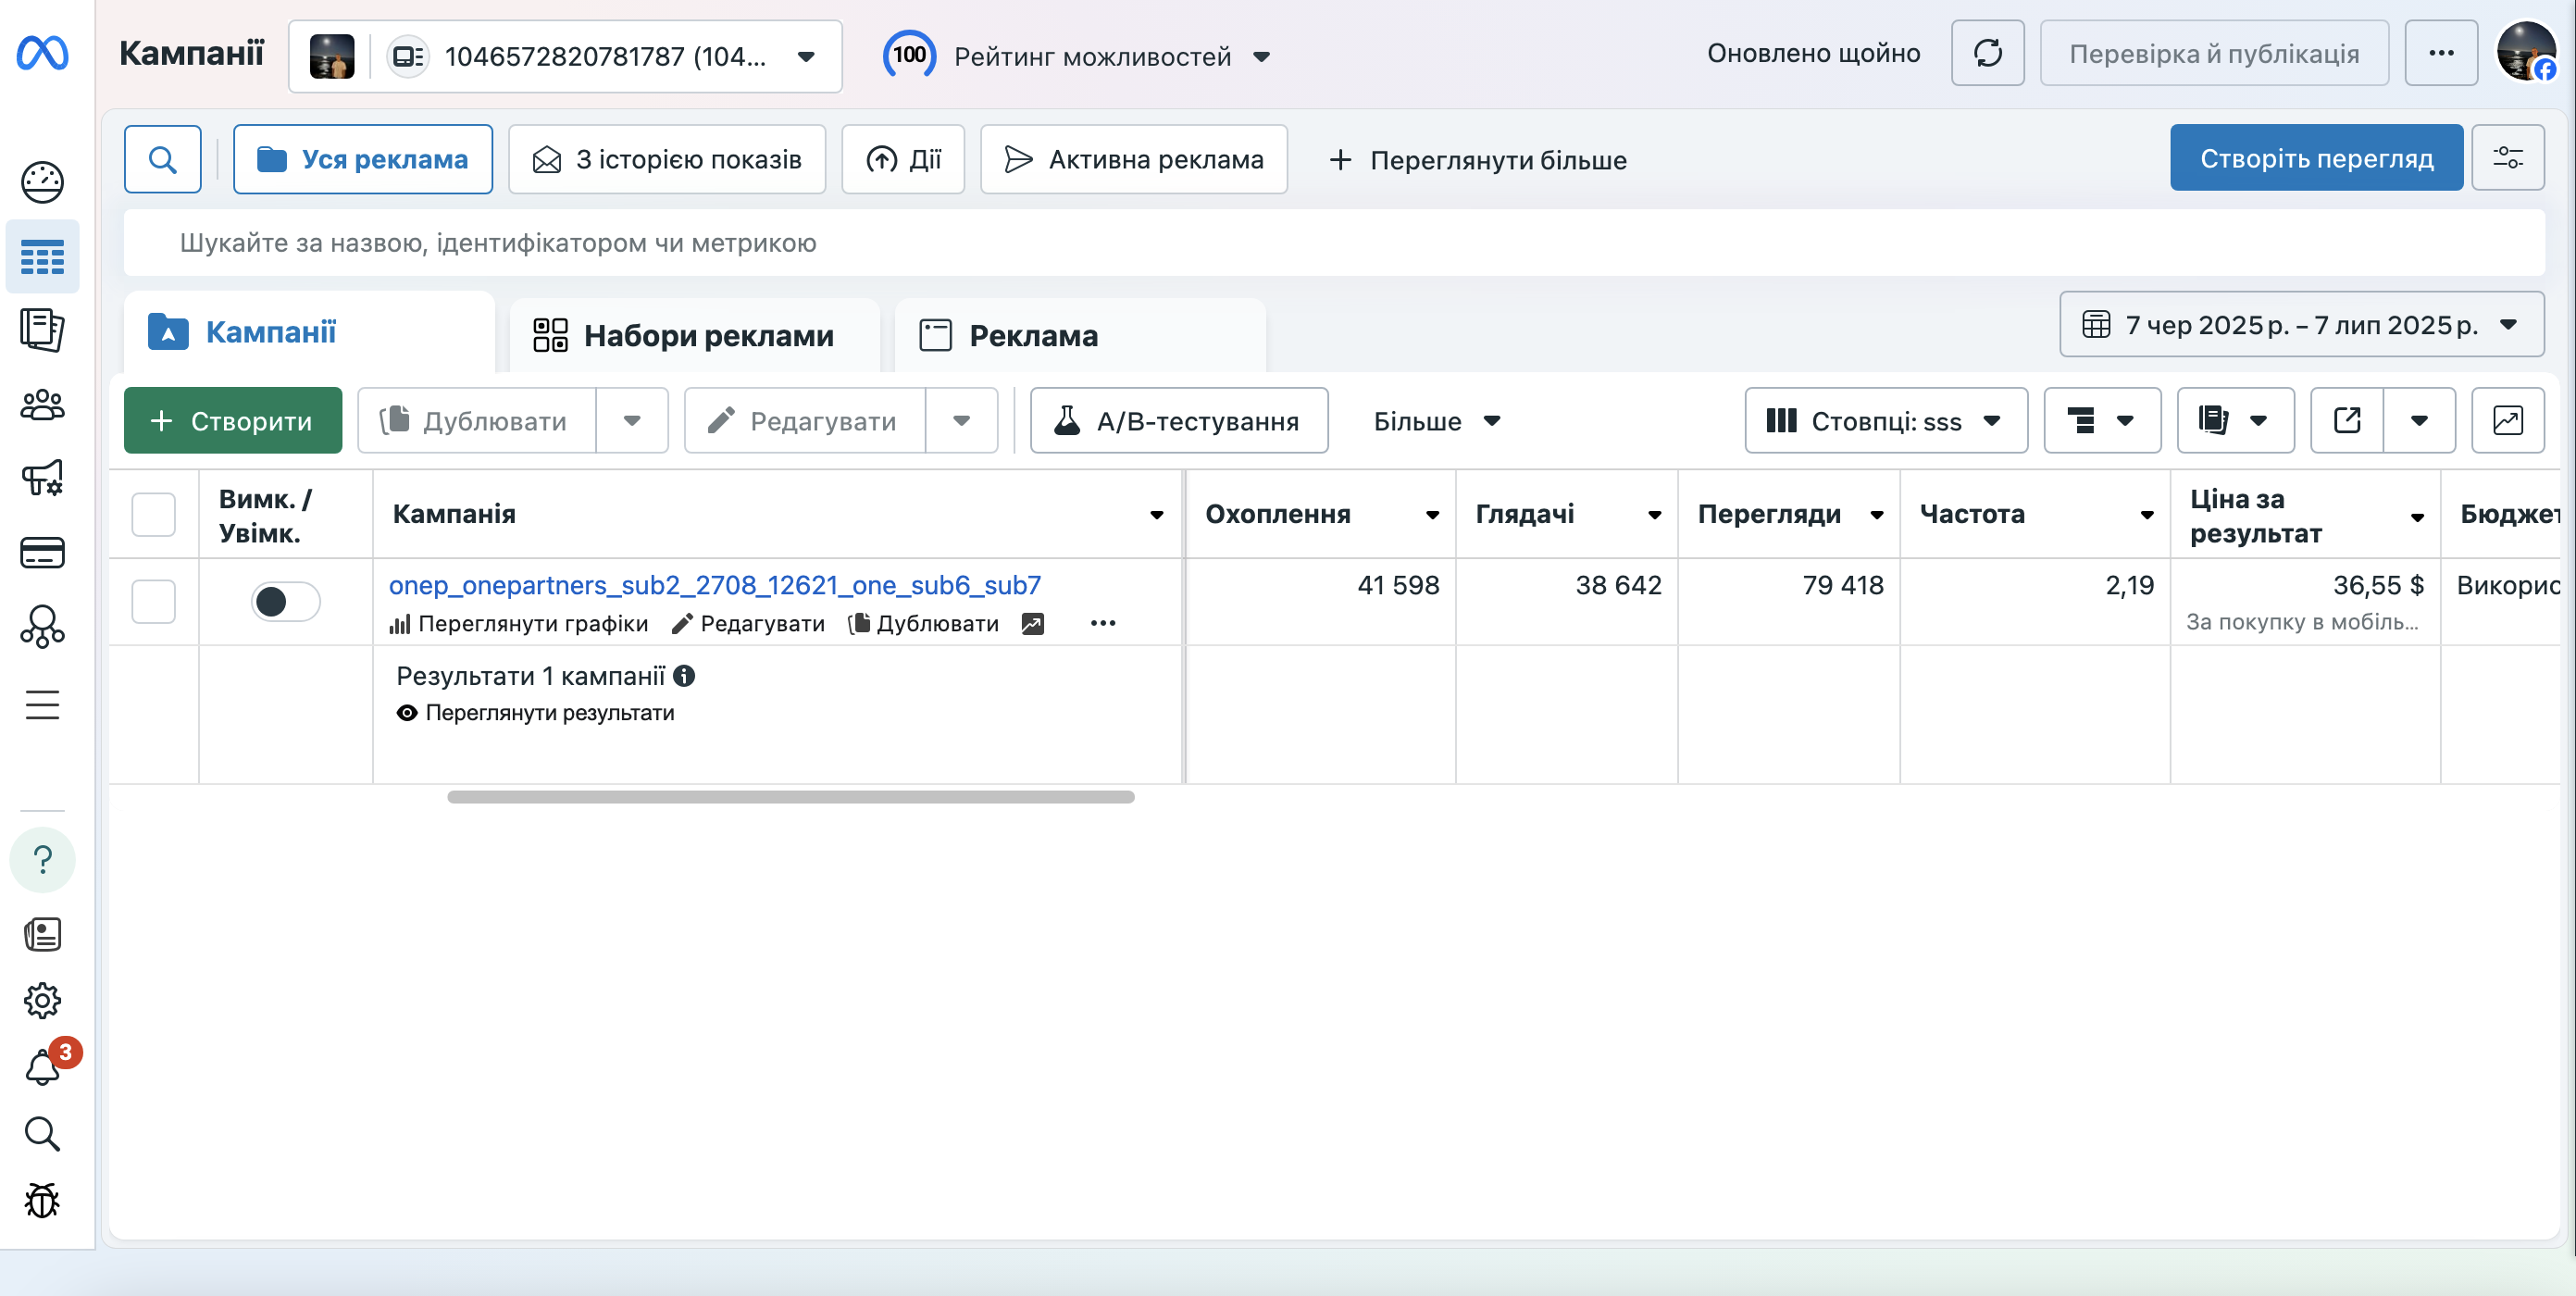 Кампанії
1046572820781787 (104...
100
Рейтинг можливостей
Оновлено щойно
Перевірка й публікація
Уся реклама
З історією показів
Дії
Активна реклама
Переглянути більше
Створіть перегляд
Шукайте за назвою, ідентифікатором чи метрикою
Кампанії
Набори реклами
Реклама
7 чер 2025 р. – 7 лип 2025 р.
Створити
Дублювати
Редагувати
A/B-тестування
Більше
Стовпці: sss
Вимк. /
Увімк.
Кампанія
Охоплення
Глядачі
Перегляди
Частота
Ціна за
результат
Бюджет
onep_onepartners_sub2_2708_12621_one_sub6_sub7
41 598
38 642
79 418
2,19
36,55 $
Викорис
Переглянути графіки
Редагувати
Дублювати
За покупку в мобіль...
Результати 1 кампанії
Переглянути результати
3